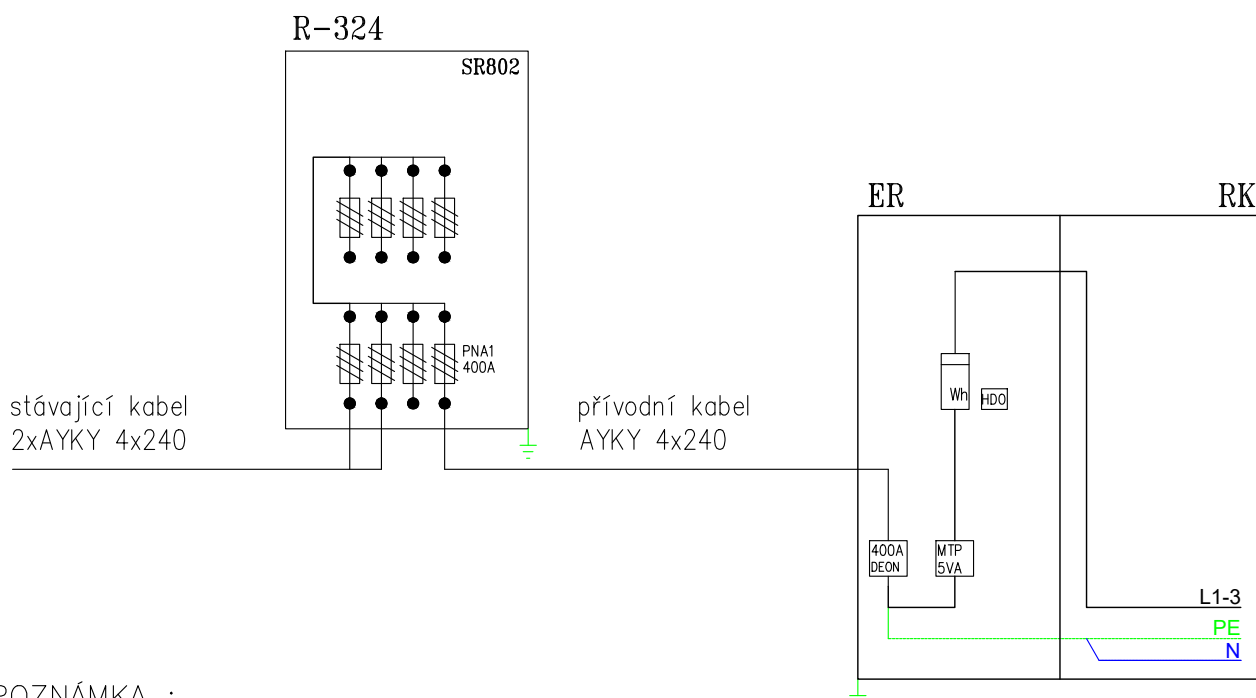 R-324
SR802
PNA1
400A
stávající kabel
2xAYKY 4x240
přívodní kabel
AYKY 4x240
ER
RK
Wh
HDO
400A
DEON
MTP
5VA
L1-3
PE
N
POZNÁMKA :